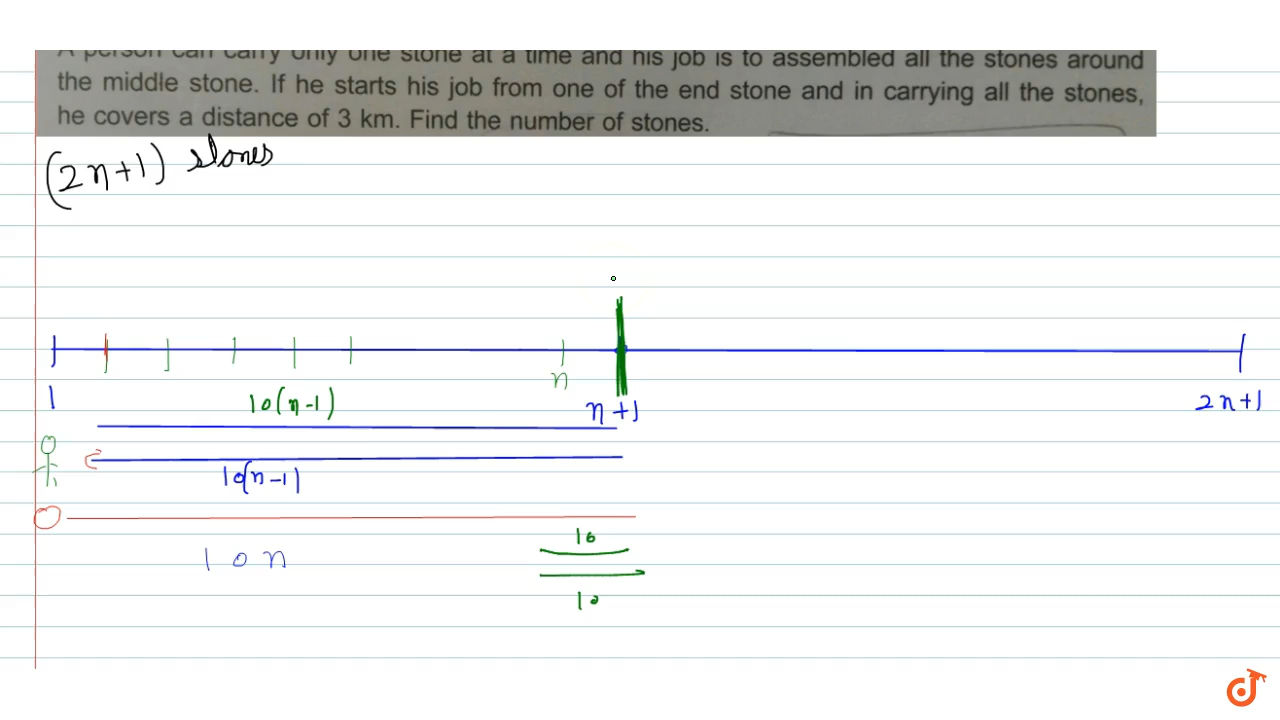 A person can carry only one stone at a time and his job is to assembled all the stones around
the middle stone. If he starts his job from one of the end stone and in carrying all the stones,
he covers a distance of 3 km. Find the number of stones.
(2n+1) stones
1
10(n-1)
n
n+1
2n+1
10(n-1)
10
10n
10